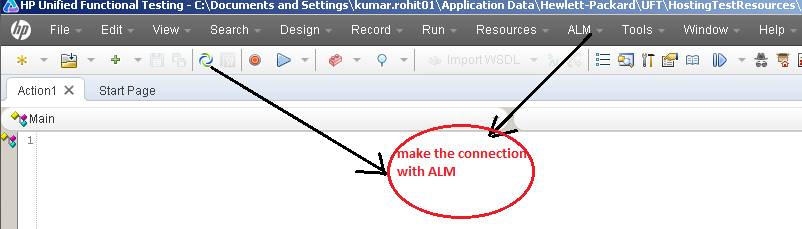 HP Unified Functional Testing - C:\Documents and Settings\kumar.rohit01\Application Data\Hewlett-Packard\UFT\HostingTestResources\
hp File Edit View Search Design Record Run Resources ALM Tools Window Help
Import WSDL
Action1 Start Page
Main
1
make the connection
with ALM